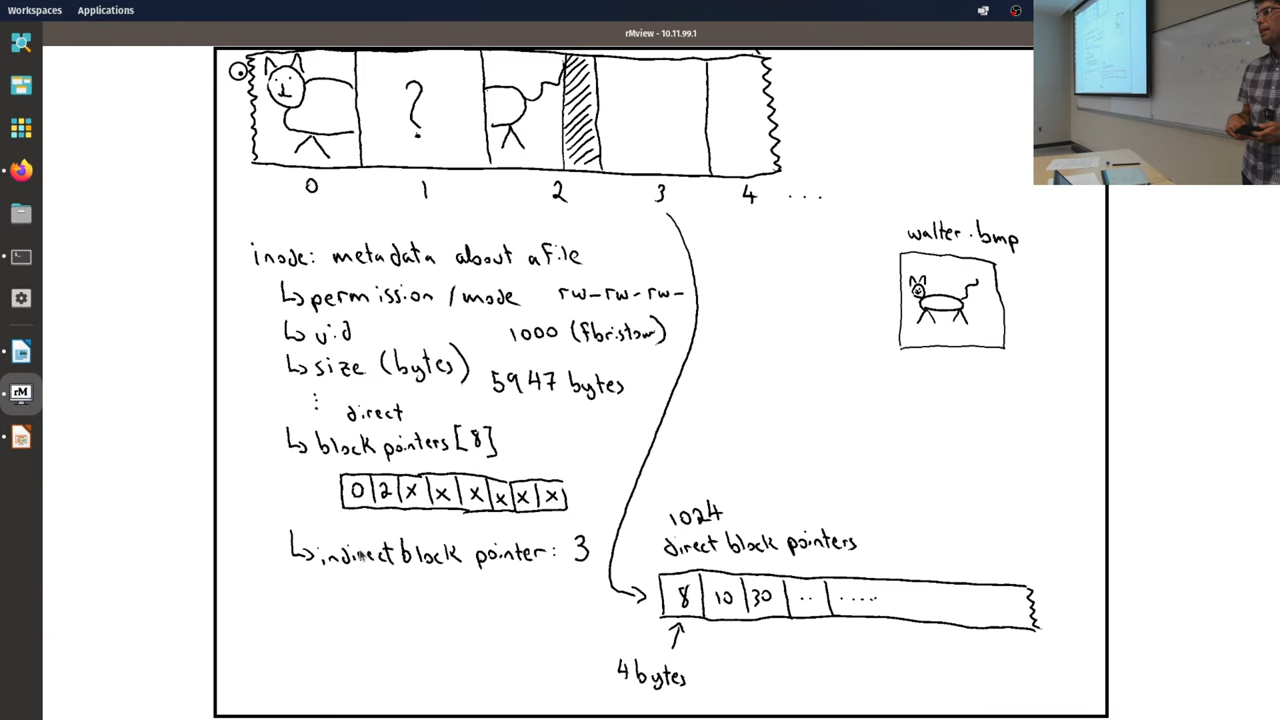 Workspaces Applications
rMview - 10.11.99.1
?
0 1 2 3 4 ...
walter.bmp
inode: metadata about a file
↳ permission / mode rw-rw-rw-
↳ uid 1000 (fbristow)
↳ size (bytes) 5947 bytes
⋮ direct
↳ block pointers [8]
0 2 x x x x x x
↳ indirect block pointer: 3
1024
direct block pointers
8 10 30 .. .....
4 bytes
rM